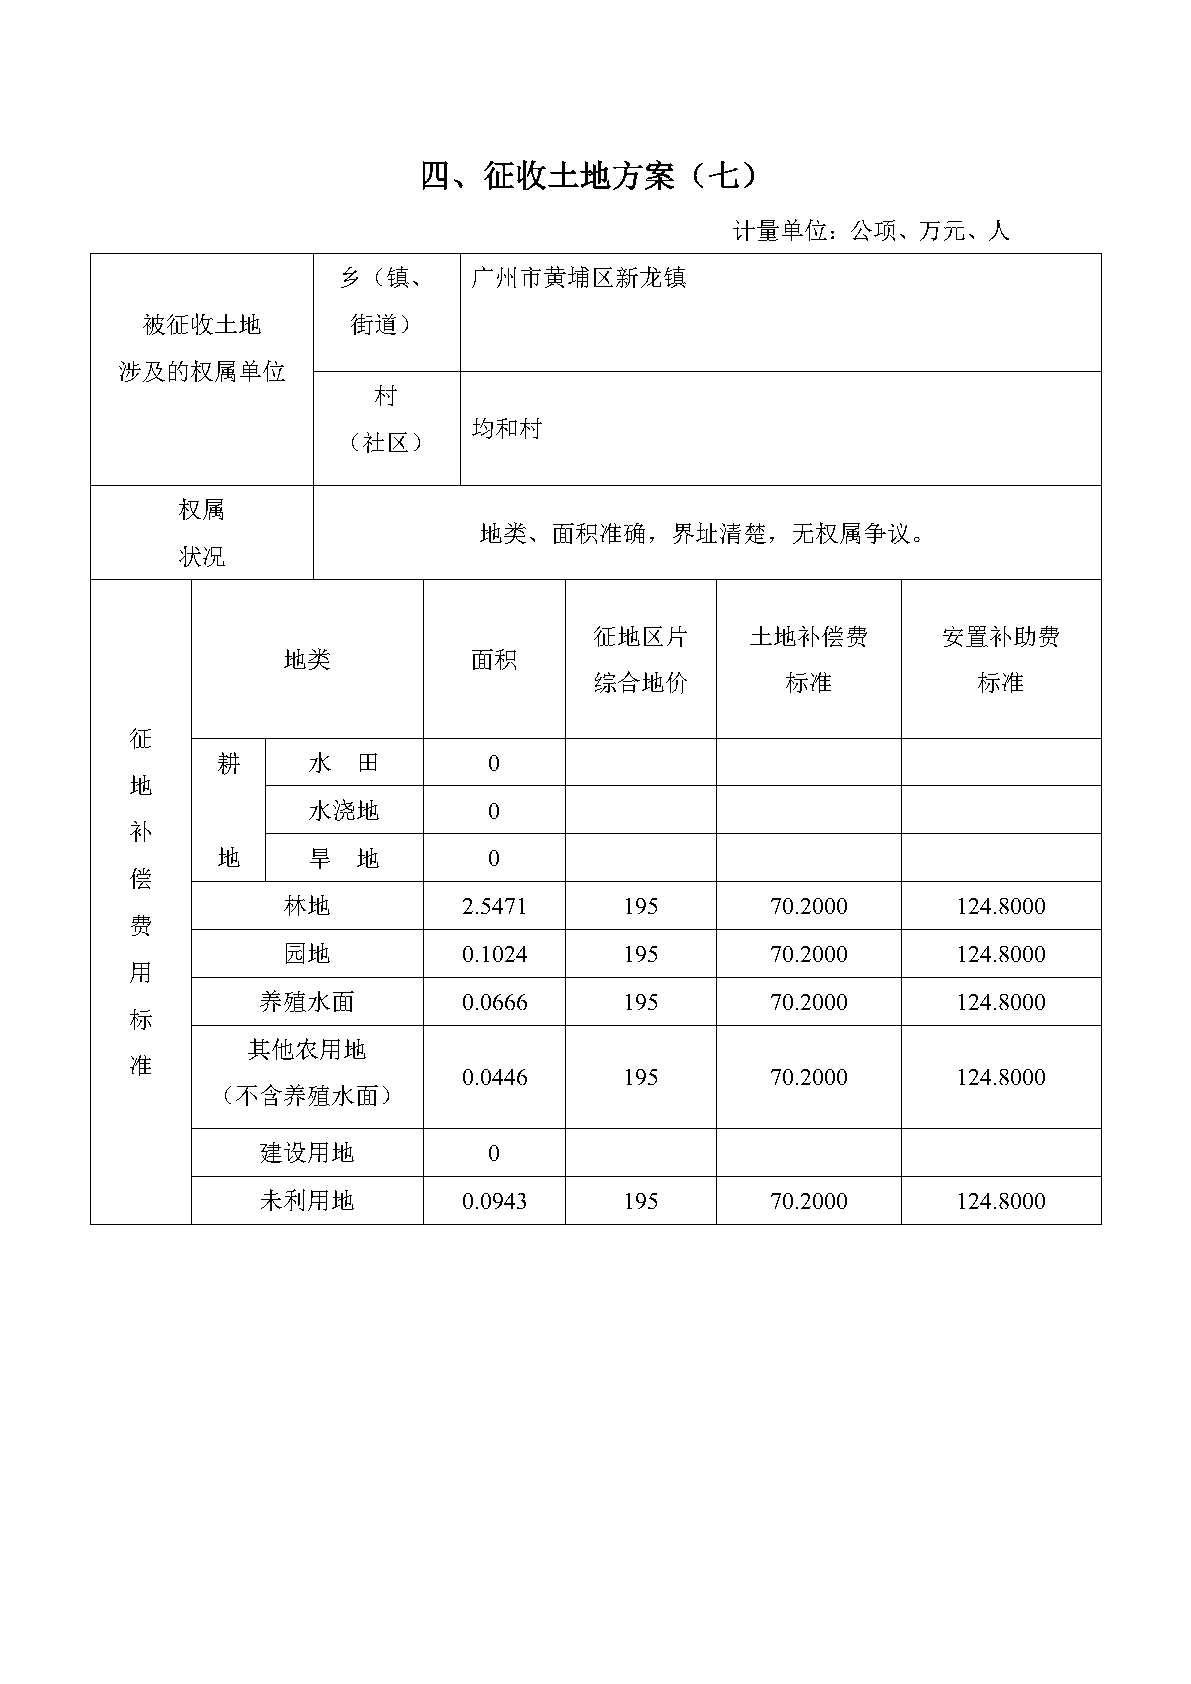 四、征收土地方案（七）
计量单位：公项、万元、人
被征收土地
涉及的权属单位
乡（镇、
街道）
广州市黄埔区新龙镇
村
（社区）
均和村
权属
状况
地类、面积准确，界址清楚，无权属争议。
征
地
补
偿
费
用
标
准
地类
面积
征地区片
综合地价
土地补偿费
标准
安置补助费
标准
耕
地
水 田 0
水浇地 0
旱 地 0
林地 2.5471 195 70.2000 124.8000
园地 0.1024 195 70.2000 124.8000
养殖水面 0.0666 195 70.2000 124.8000
其他农用地
（不含养殖水面）
0.0446 195 70.2000 124.8000
建设用地 0
未利用地 0.0943 195 70.2000 124.8000